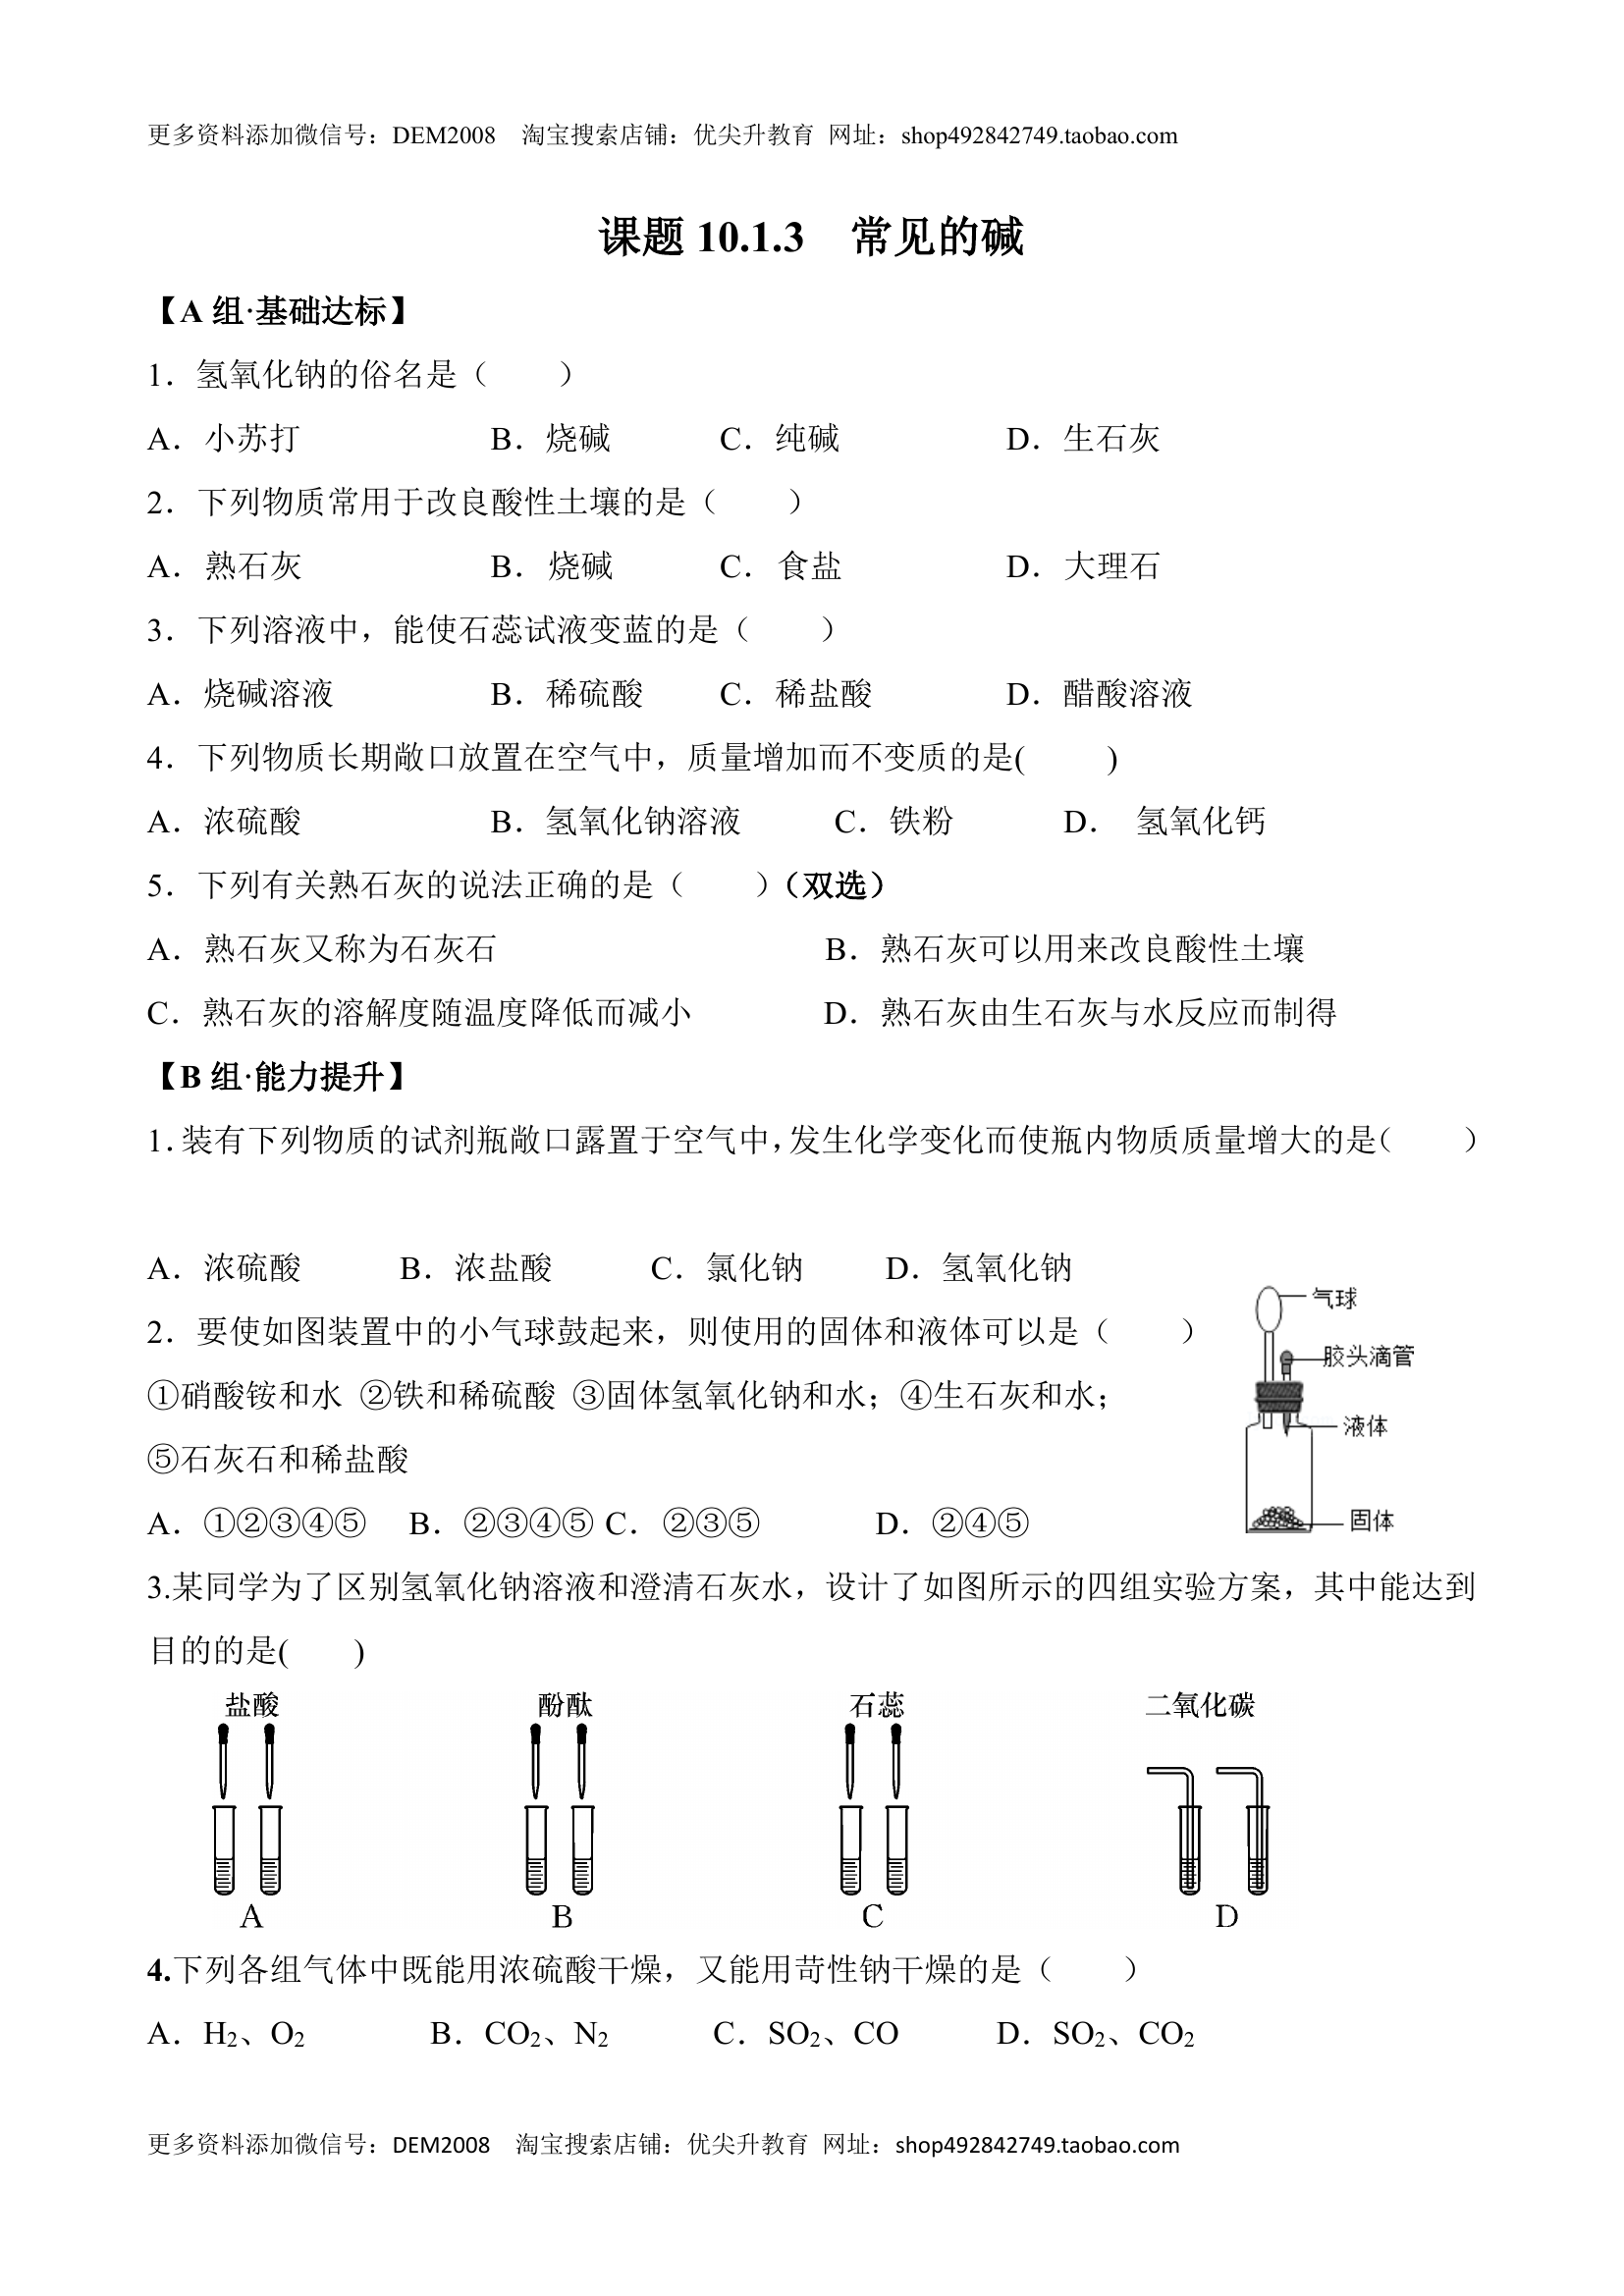 更多资料添加微信号：DEM2008    淘宝搜索店铺：优尖升教育  网址：shop492842749.taobao.com
课题 10.1.3    常见的碱
【A 组·基础达标】
1．氢氧化钠的俗名是（      ）
A．小苏打    B．烧碱    C．纯碱    D．生石灰
2．下列物质常用于改良酸性土壤的是（      ）
A．熟石灰    B．烧碱    C．食盐    D．大理石
3．下列溶液中，能使石蕊试液变蓝的是（      ）
A．烧碱溶液    B．稀硫酸    C．稀盐酸    D．醋酸溶液
4．下列物质长期敞口放置在空气中，质量增加而不变质的是(      )
A．浓硫酸    B．氢氧化钠溶液    C．铁粉    D． 氢氧化钙
5．下列有关熟石灰的说法正确的是（      ）（双选）
A．熟石灰又称为石灰石    B．熟石灰可以用来改良酸性土壤
C．熟石灰的溶解度随温度降低而减小    D．熟石灰由生石灰与水反应而制得
【B 组·能力提升】
1.装有下列物质的试剂瓶敞口露置于空气中,发生化学变化而使瓶内物质质量增大的是（      ）
A．浓硫酸    B．浓盐酸    C．氯化钠    D．氢氧化钠
2．要使如图装置中的小气球鼓起来，则使用的固体和液体可以是（      ）
①硝酸铵和水  ②铁和稀硫酸  ③固体氢氧化钠和水；④生石灰和水；
⑤石灰石和稀盐酸
A．①②③④⑤    B．②③④⑤ C．②③⑤    D．②④⑤
气球
胶头滴管
液体
固体
3.某同学为了区别氢氧化钠溶液和澄清石灰水，设计了如图所示的四组实验方案，其中能达到
目的的是(      )
盐酸    酚酞    石蕊    二氧化碳
A    B    C    D
4.下列各组气体中既能用浓硫酸干燥，又能用苛性钠干燥的是（      ）
A．H₂、O₂    B．CO₂、N₂    C．SO₂、CO    D．SO₂、CO₂
更多资料添加微信号：DEM2008    淘宝搜索店铺：优尖升教育  网址：shop492842749.taobao.com